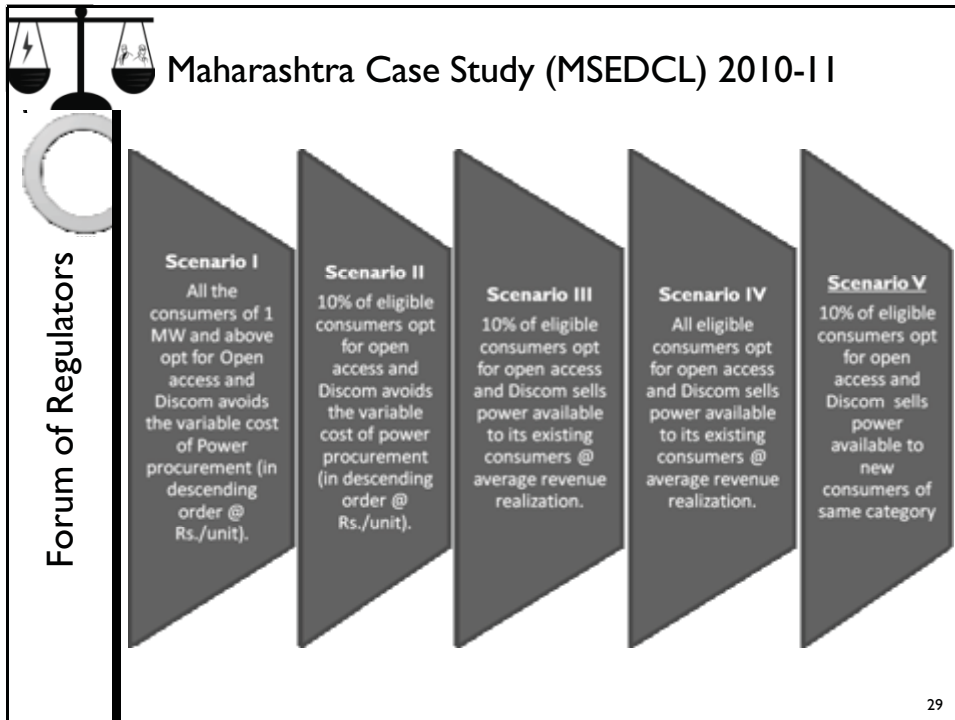 Maharashtra Case Study (MSEDCL) 2010-11
Forum of Regulators
Scenario I
All the
consumers of 1
MW and above
opt for Open
access and
Discom avoids
the variable cost
of Power
procurement (in
descending
order @
Rs./unit).
Scenario II
10% of eligible
consumers opt
for open
access and
Discom avoids
the variable
cost of power
procurement
(in descending
order @
Rs./unit).
Scenario III
10% of eligible
consumers opt
for open access
and Discom sells
power available
to its existing
consumers @
average revenue
realization.
Scenario IV
All eligible
consumers opt
for open access
and Discom sells
power available
to its existing
consumers @
average revenue
realization.
Scenario V
10% of eligible
consumers opt
for open
access and
Discom sells
power
available to
new
consumers of
same category
29